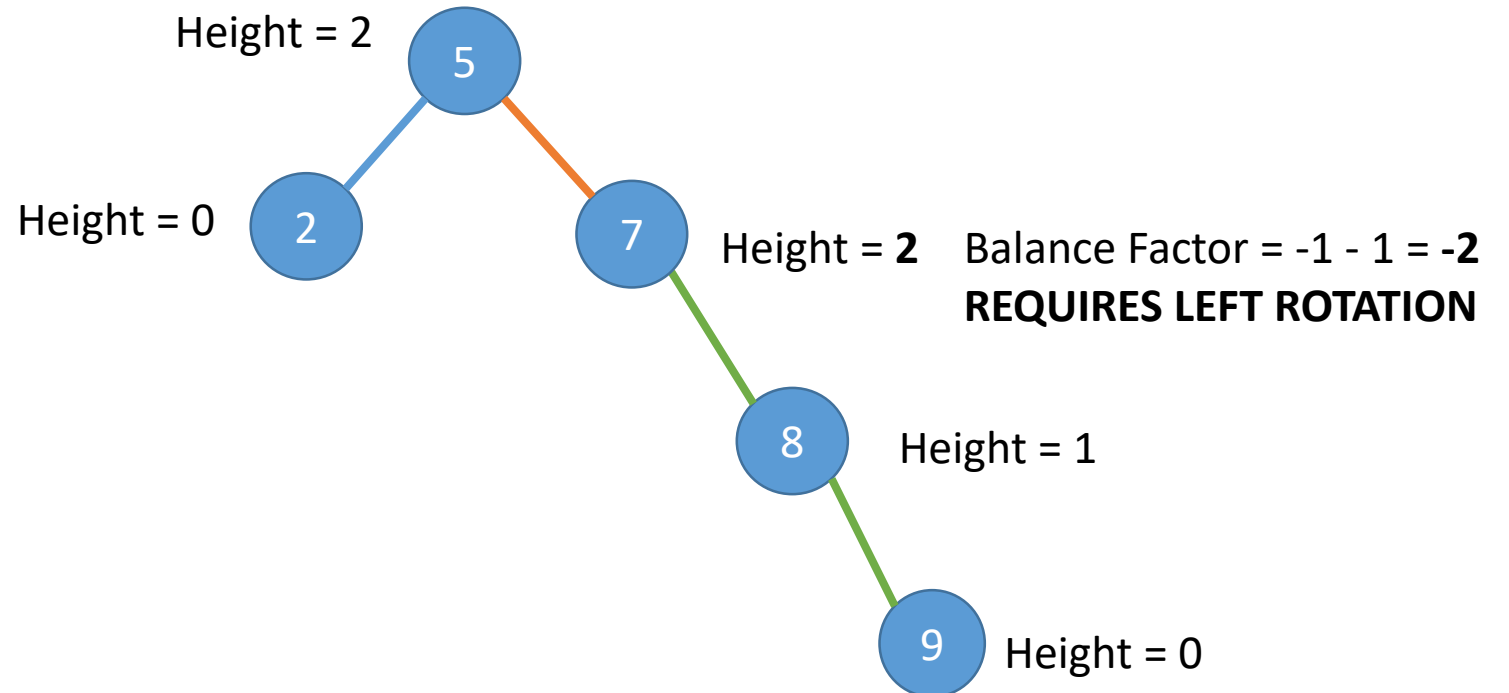 Height = 2
5
Height = 0
2
7
Height = 2
Balance Factor = -1 - 1 = -2
REQUIRES LEFT ROTATION
8
Height = 1
9
Height = 0